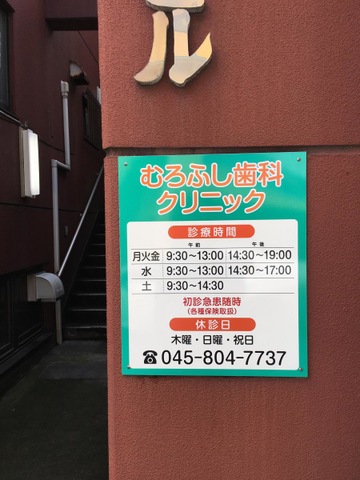 ル
むろふし歯科
クリニック
診療時間
午前 午後
月火金 9:30~13:00 14:30~19:00
水 9:30~13:00 14:30~17:00
土 9:30~14:30
初診急患随時
(各種保険取扱)
休診日
木曜・日曜・祝日
☎045-804-7737